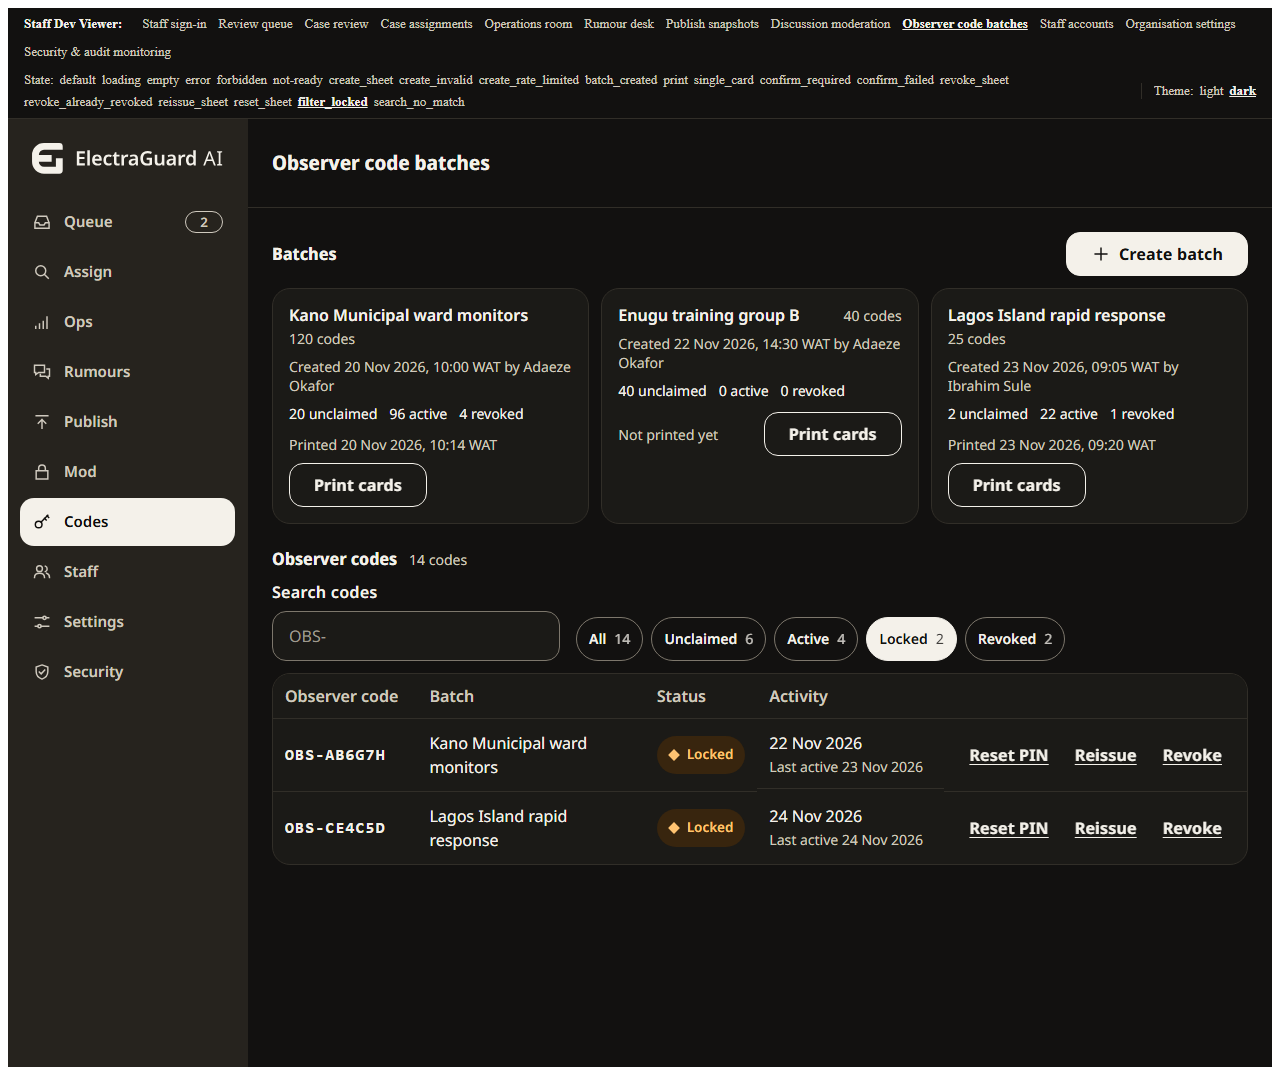 Staff Dev Viewer: Staff sign-in Review queue Case review Case assignments Operations room Rumour desk Publish snapshots Discussion moderation Observer code batches Staff accounts Organisation settings
Security & audit monitoring
State: default loading empty error forbidden not-ready create_sheet create_invalid create_rate_limited batch_created print single_card confirm_required confirm_failed revoke_sheet
revoke_already_revoked reissue_sheet reset_sheet filter_locked search_no_match
Theme: light dark
ElectraGuard AI
Queue 2
Assign
Ops
Rumours
Publish
Mod
Codes
Staff
Settings
Security
Observer code batches
Batches
Create batch
Kano Municipal ward monitors
120 codes
Created 20 Nov 2026, 10:00 WAT by Adaeze
Okafor
20 unclaimed 96 active 4 revoked
Printed 20 Nov 2026, 10:14 WAT
Print cards
Enugu training group B 40 codes
Created 22 Nov 2026, 14:30 WAT by Adaeze
Okafor
40 unclaimed 0 active 0 revoked
Not printed yet Print cards
Lagos Island rapid response
25 codes
Created 23 Nov 2026, 09:05 WAT by
Ibrahim Sule
2 unclaimed 22 active 1 revoked
Printed 23 Nov 2026, 09:20 WAT
Print cards
Observer codes 14 codes
Search codes
OBS-
All 14 Unclaimed 6 Active 4 Locked 2 Revoked 2
Observer code Batch Status Activity
OBS-AB6G7H Kano Municipal ward monitors Locked 22 Nov 2026 Last active 23 Nov 2026 Reset PIN Reissue Revoke
OBS-CE4C5D Lagos Island rapid response Locked 24 Nov 2026 Last active 24 Nov 2026 Reset PIN Reissue Revoke